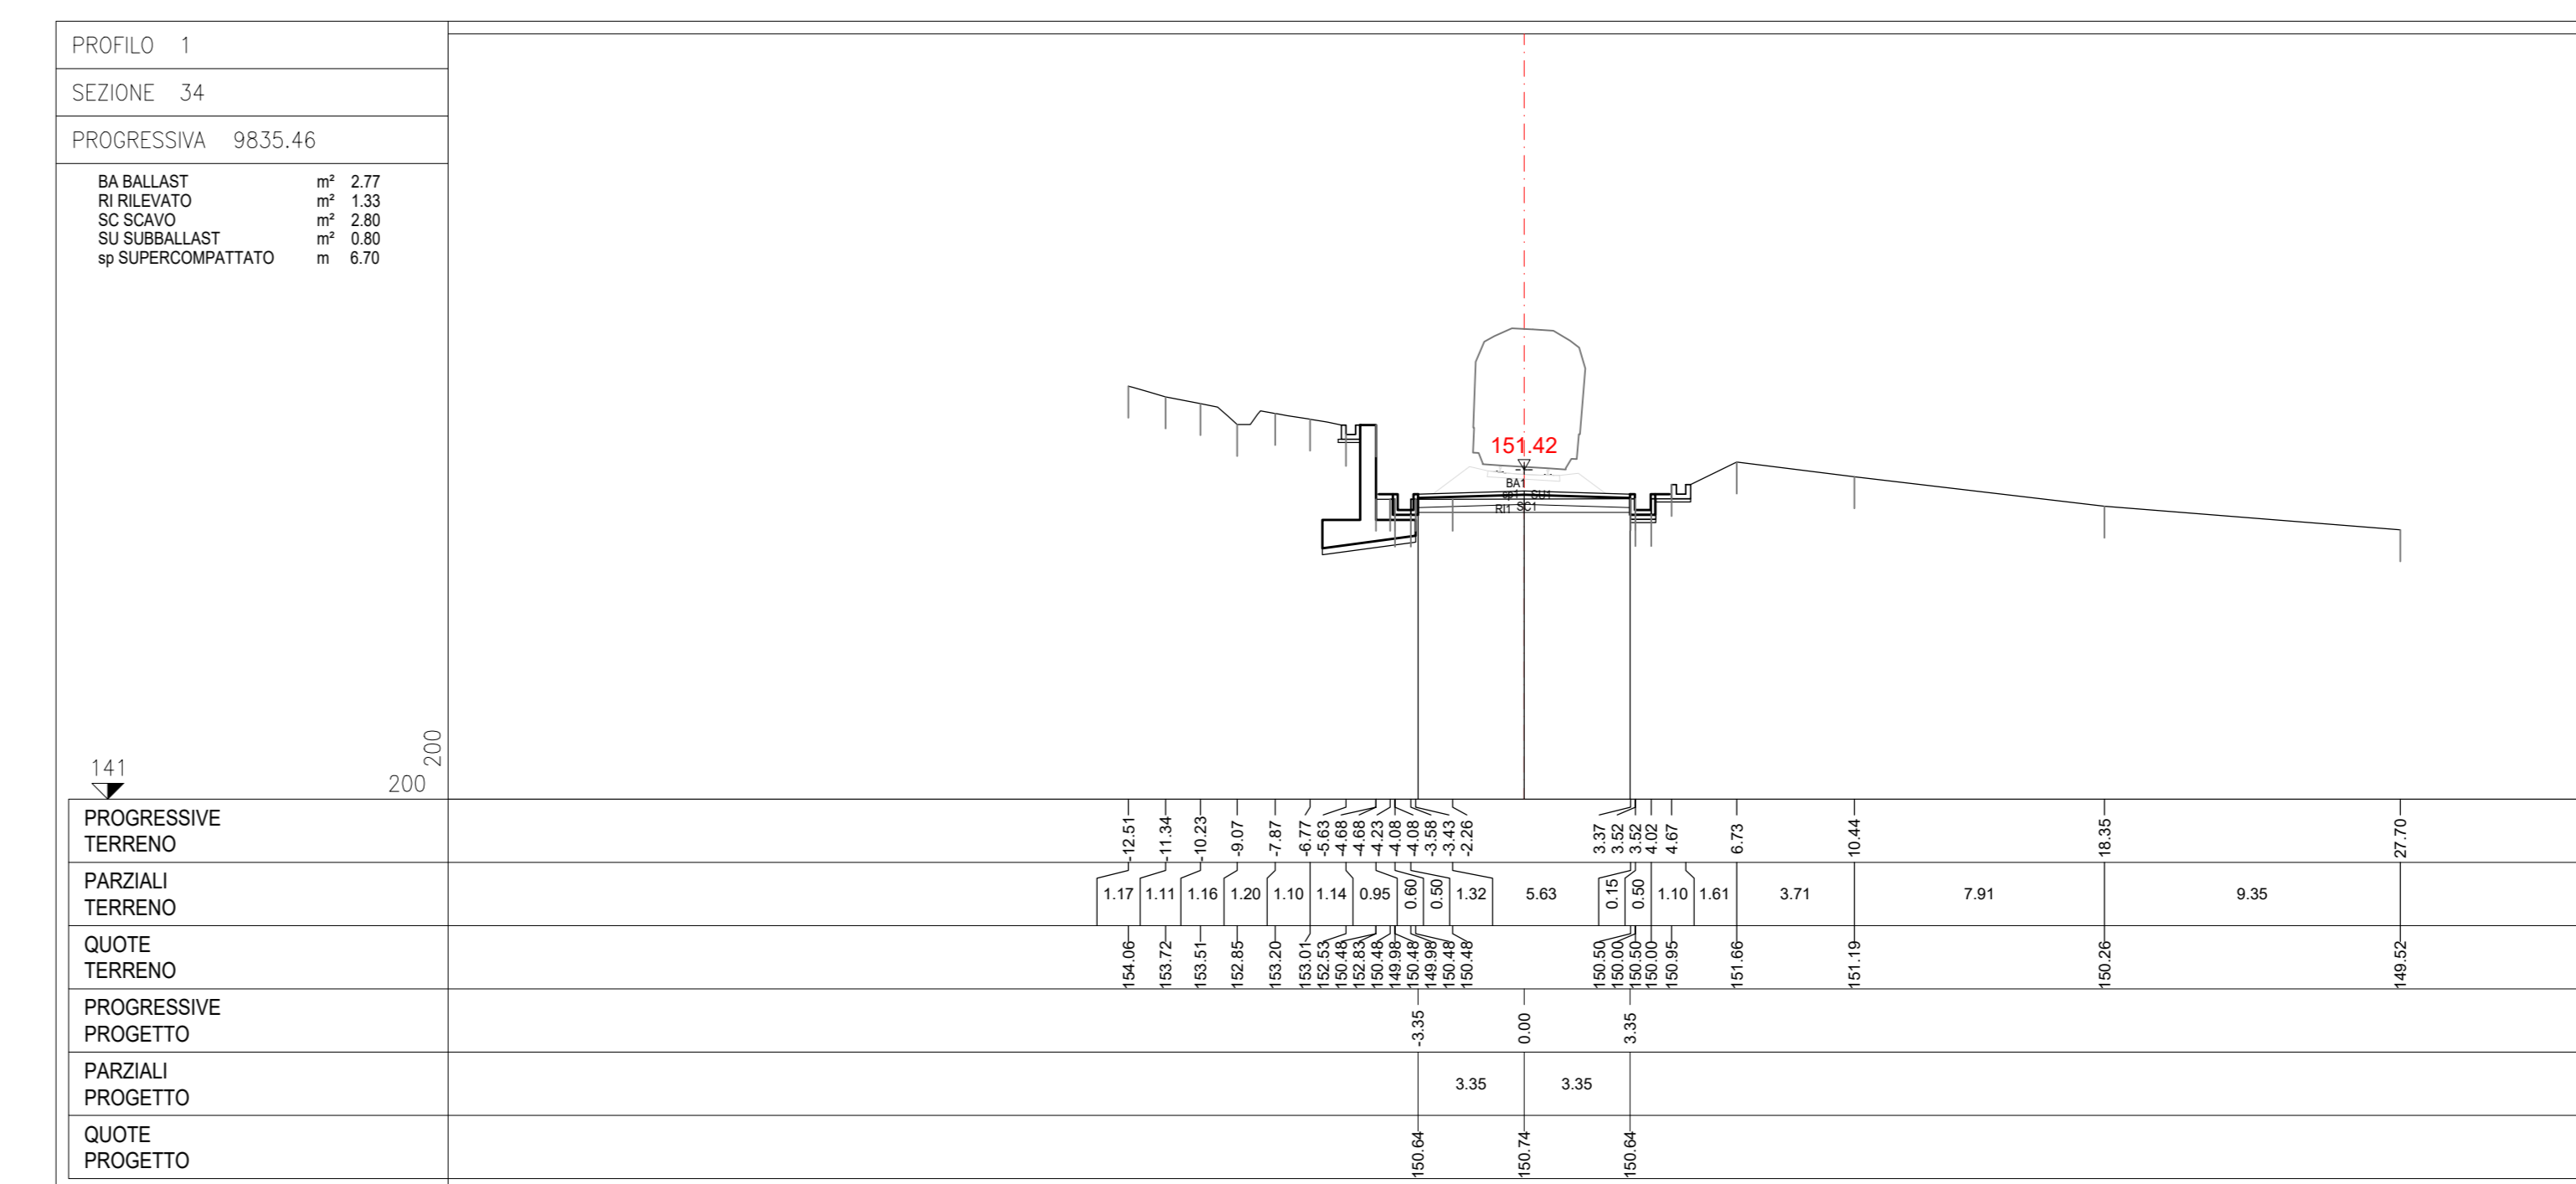 PROFILO 1
SEZIONE 34
PROGRESSIVA 9835.46
BA BALLAST m² 2.77
RI RILEVATO m² 1.33
SC SCAVO m² 2.80
SU SUBBALLAST m² 0.80
sp SUPERCOMPATTATO m 6.70
151.42
BA1
sp1 SU1
RI1 SC1
141
200
200
PROGRESSIVE
TERRENO
-12.51 -11.34 -10.23 -9.07 -7.87 -6.77 -5.63 -4.68 -4.68 -4.23 -4.08 -4.08 -3.58 -3.43 -2.26 3.37 3.52 3.52 4.02 4.67 6.73 10.44 18.35 27.70
PARZIALI
TERRENO
1.17 1.11 1.16 1.20 1.10 1.14 0.95 0.60 0.50 1.32 5.63 0.15 0.50 1.10 1.61 3.71 7.91 9.35
QUOTE
TERRENO
154.06 153.72 153.51 152.85 153.20 153.01 152.53 150.48 152.83 150.48 149.98 150.48 149.98 150.48 150.48 150.50 150.00 150.50 150.00 150.95 151.66 151.19 150.26 149.52
PROGRESSIVE
PROGETTO
-3.35 0.00 3.35
PARZIALI
PROGETTO
3.35 3.35
QUOTE
PROGETTO
150.64 150.74 150.64